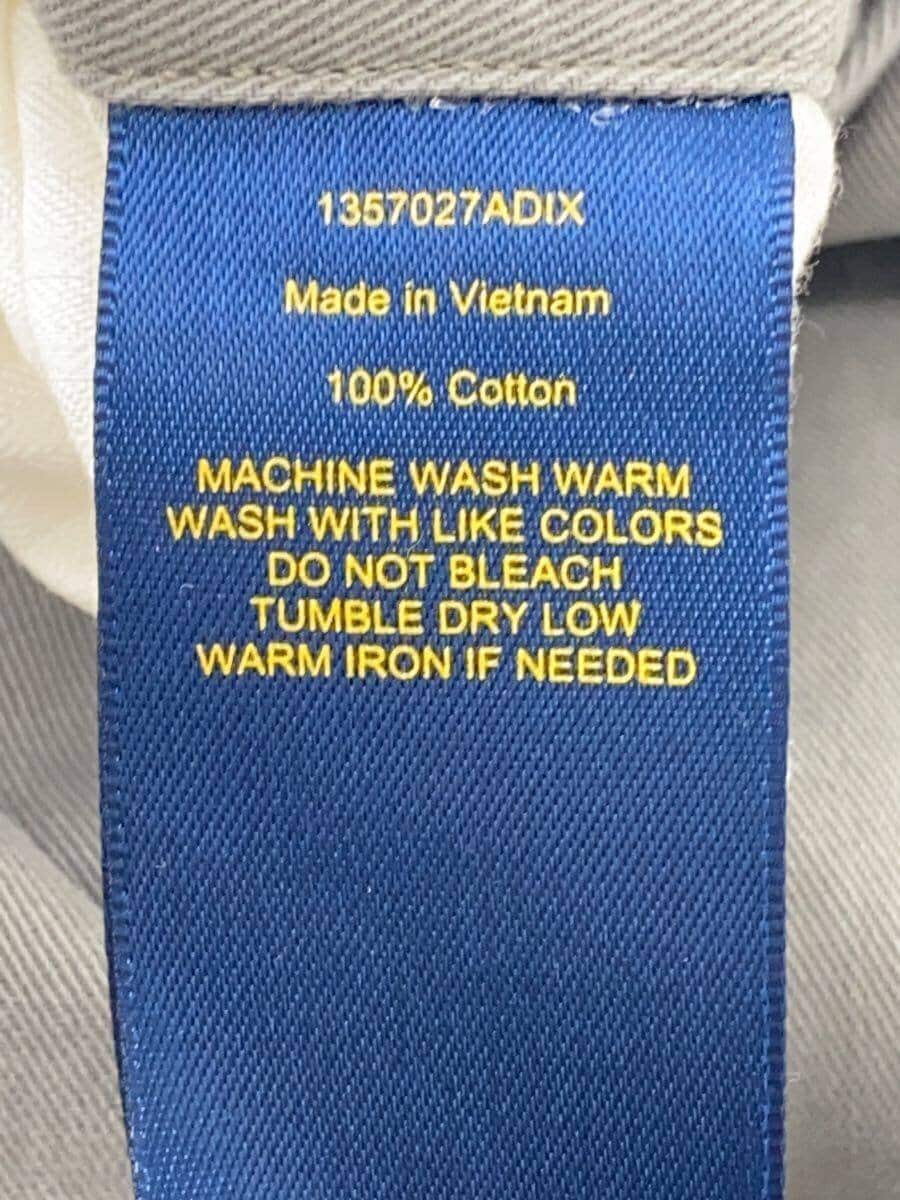 1357027ADIX
Made in Vietnam
100% Cotton
MACHINE WASH WARM
WASH WITH LIKE COLORS
DO NOT BLEACH
TUMBLE DRY LOW
WARM IRON IF NEEDED